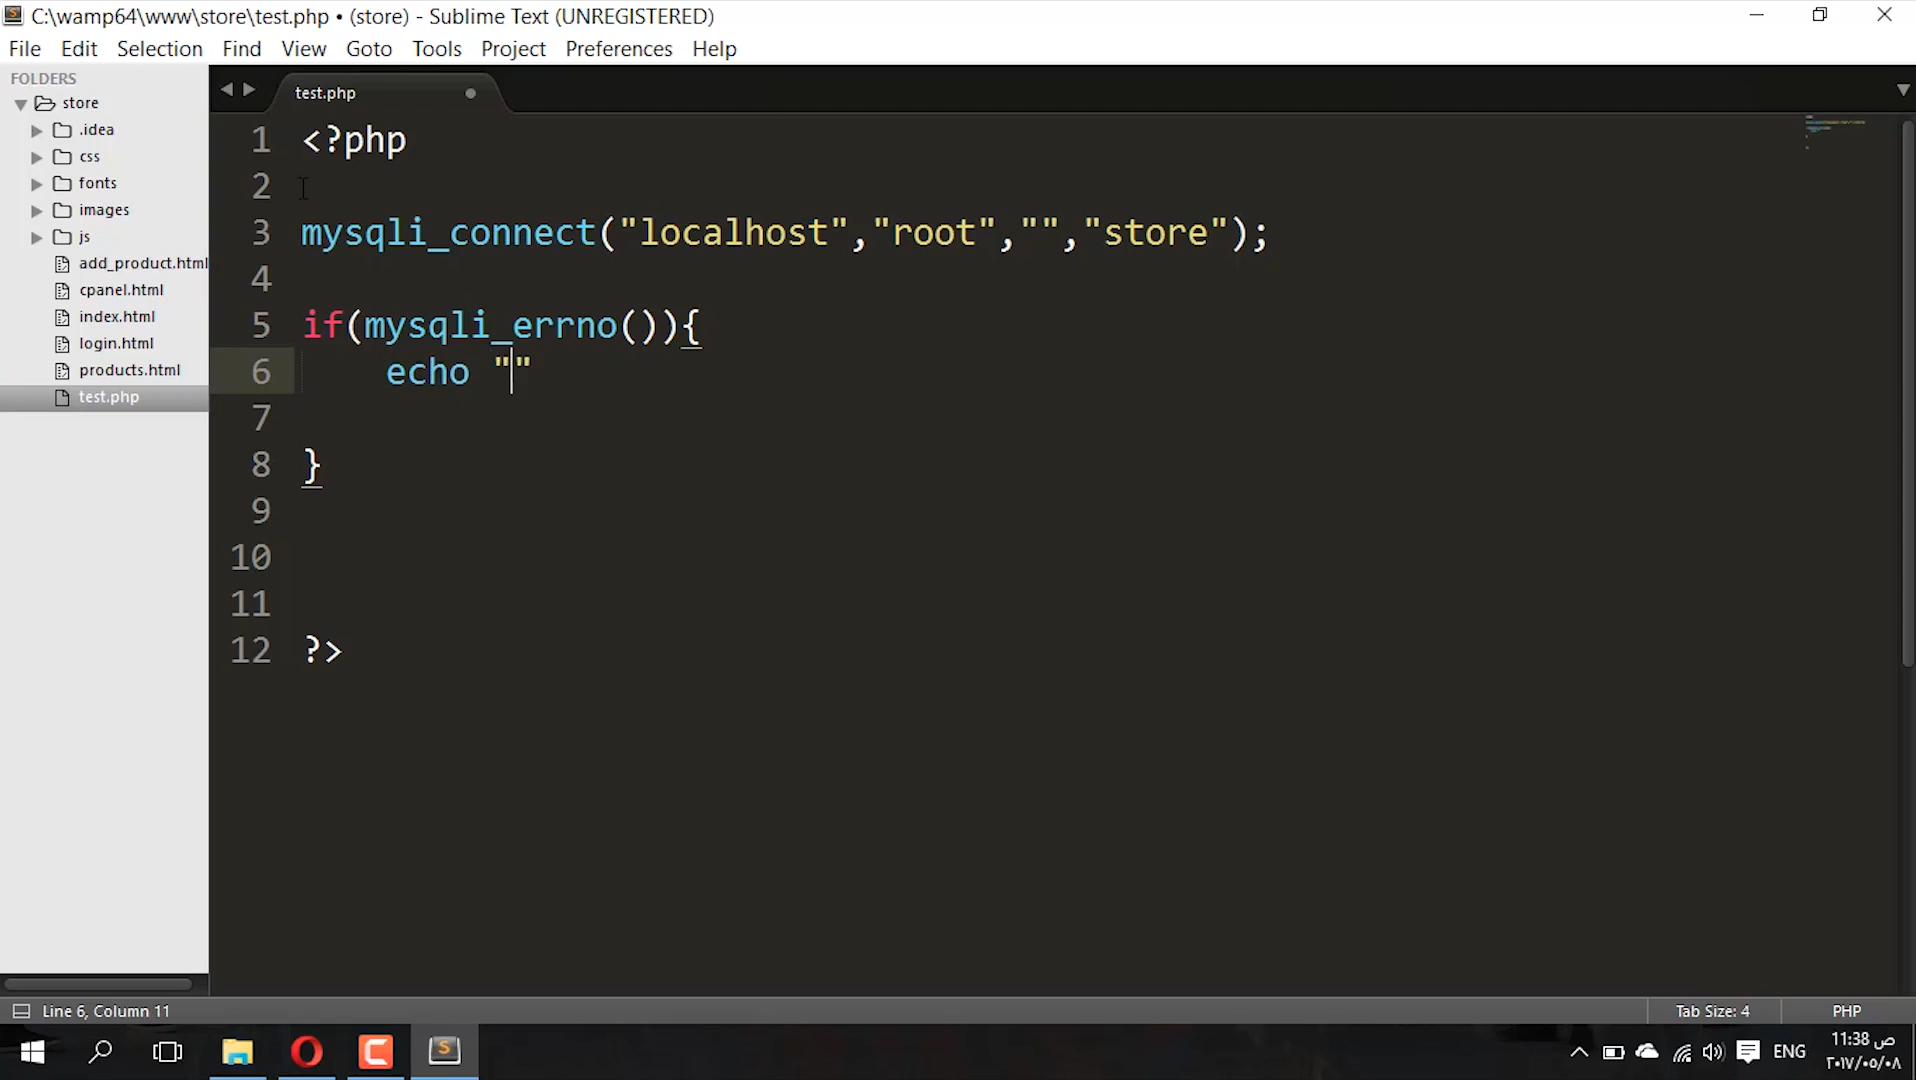 C:\wamp64\www\store\test.php • (store) - Sublime Text (UNREGISTERED)
File Edit Selection Find View Goto Tools Project Preferences Help
FOLDERS
store
.idea
css
fonts
images
js
add_product.html
cpanel.html
index.html
login.html
products.html
test.php
test.php
1 <?php
2
3 mysqli_connect("localhost","root","","store");
4
5 if(mysqli_errno()){
6 echo ""
7
8 }
9
10
11
12 ?>
Line 6, Column 11
Tab Size: 4
PHP
ENG
11:38 ص
٢٠١٧/٠٥/٠٨